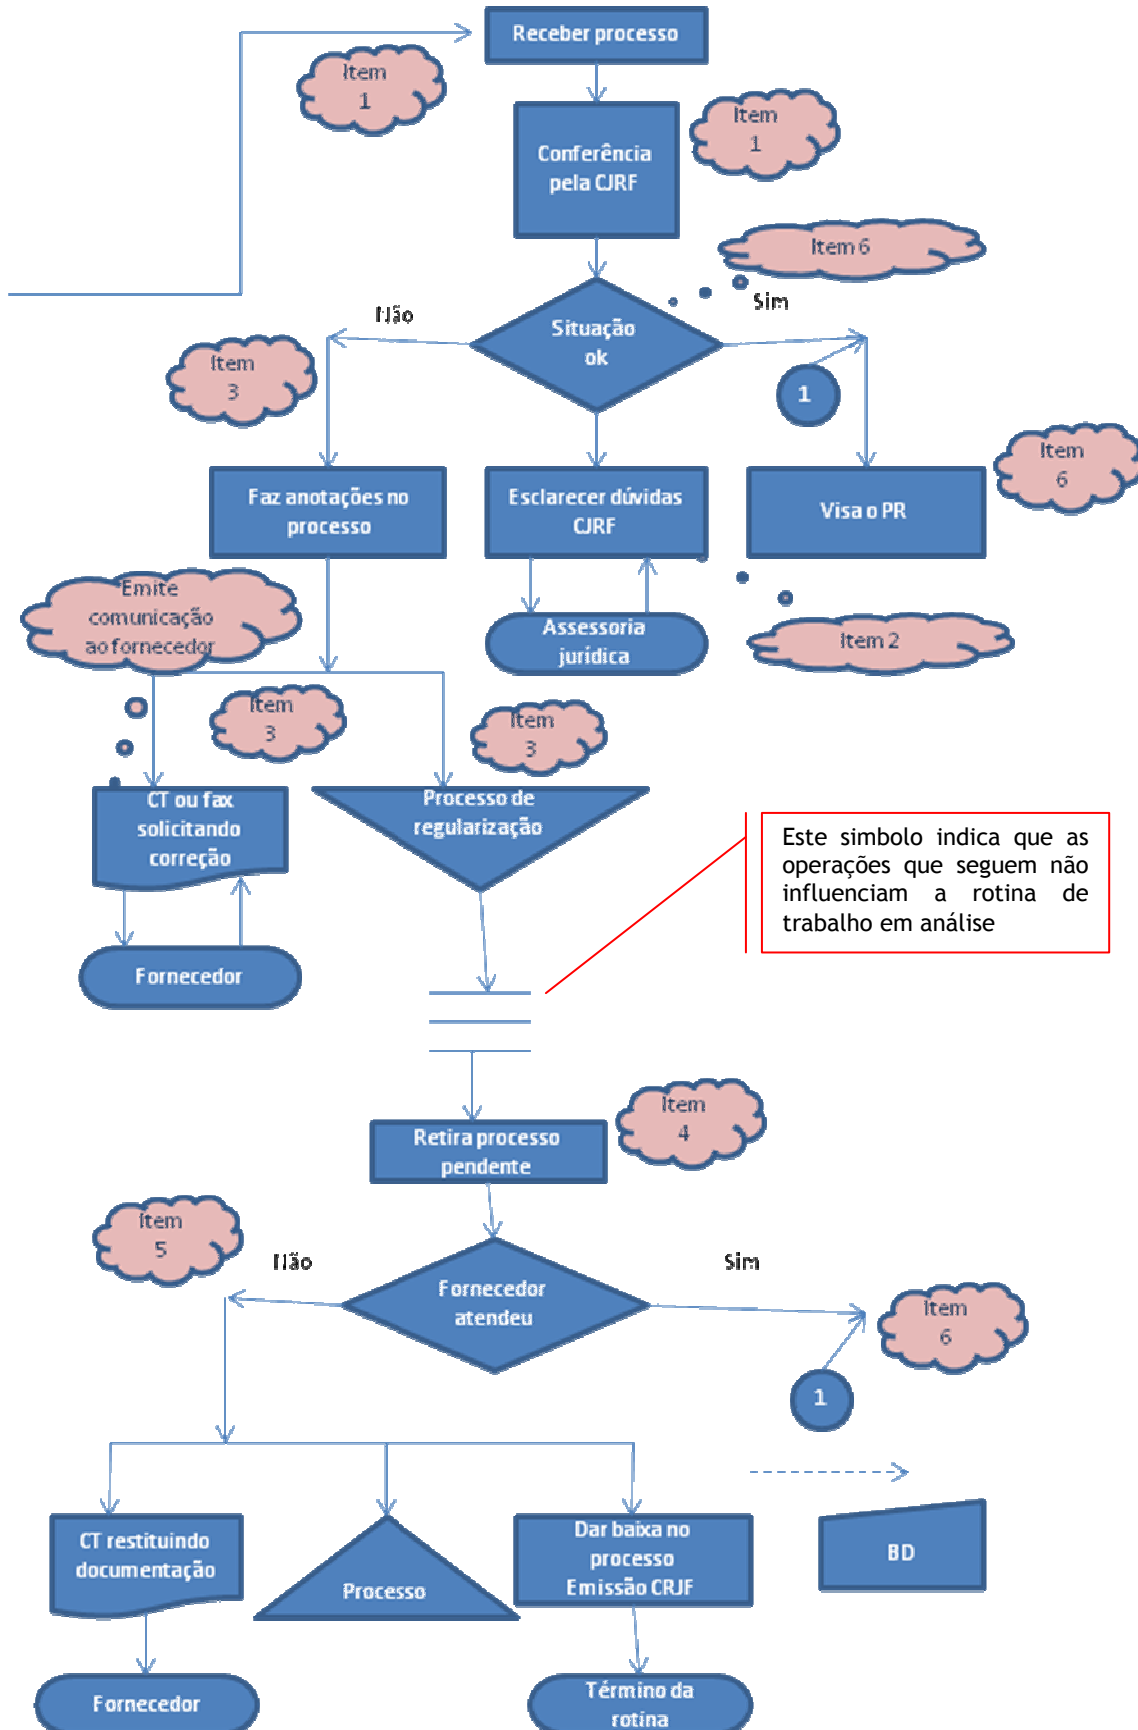 Receber processo
Item
1
Conferência
pela CJRF
Item
1
Item 6
Não
Sim
Situação
ok
Item
3
1
Item
6
Faz anotações no
processo
Esclarecer dúvidas
CJRF
Visa o PR
Emite
comunicação
ao fornecedor
Assessoria
jurídica
Item 2
Item
3
Item
3
CT ou fax
solicitando
correção
Processo de
regularização
Este simbolo indica que as
operações que seguem não
influenciam a rotina de
trabalho em análise
Fornecedor
Item
4
Retira processo
pendente
Item
5
Não
Sim
Fornecedor
atendeu
Item
6
1
CT restituindo
documentação
Processo
Dar baixa no
processo
Emissão CRJF
BD
Fornecedor
Término da
rotina